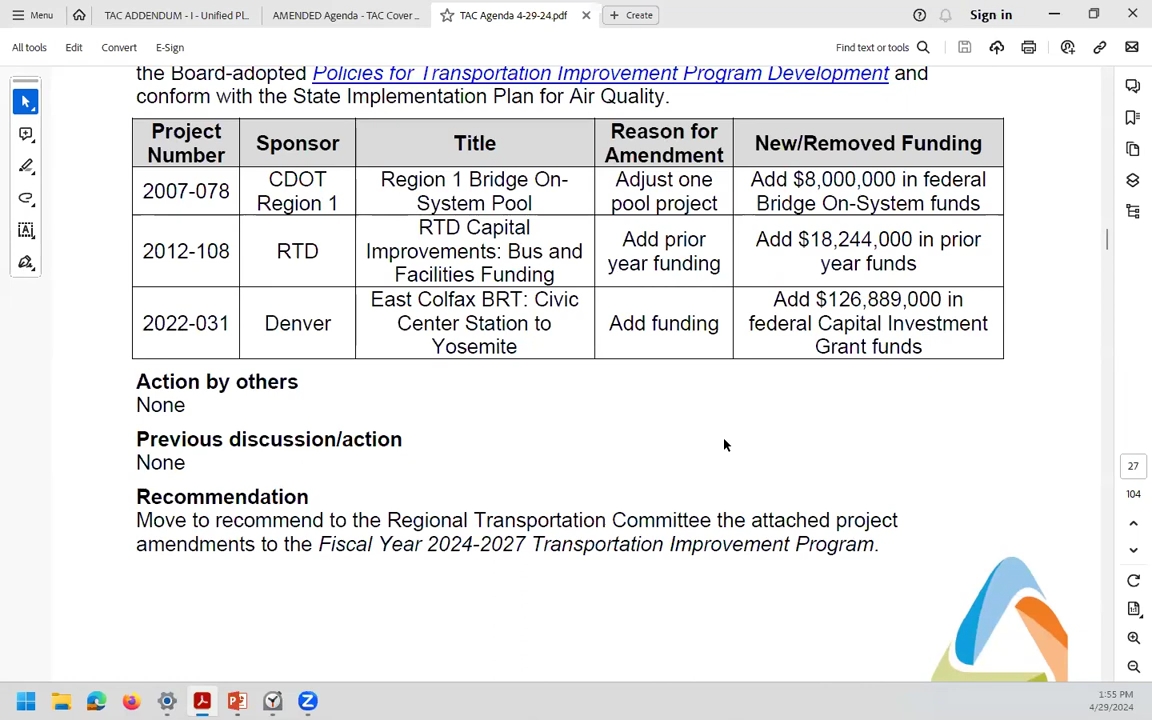 Menu
TAC ADDENDUM - I - Unified PL...
AMENDED Agenda - TAC Cover ...
TAC Agenda 4-29-24.pdf
Create
Sign in
All tools
Edit
Convert
E-Sign
Find text or tools
the Board-adopted Policies for Transportation Improvement Program Development and
conform with the State Implementation Plan for Air Quality.
Project Number
Sponsor
Title
Reason for Amendment
New/Removed Funding
2007-078
CDOT
Region 1
Region 1 Bridge On-
System Pool
Adjust one
pool project
Add $8,000,000 in federal
Bridge On-System funds
2012-108
RTD
RTD Capital
Improvements: Bus and
Facilities Funding
Add prior
year funding
Add $18,244,000 in prior
year funds
2022-031
Denver
East Colfax BRT: Civic
Center Station to
Yosemite
Add funding
Add $126,889,000 in
federal Capital Investment
Grant funds
Action by others
None
Previous discussion/action
None
Recommendation
Move to recommend to the Regional Transportation Committee the attached project
amendments to the Fiscal Year 2024-2027 Transportation Improvement Program.
27
104
1:55 PM
4/29/2024